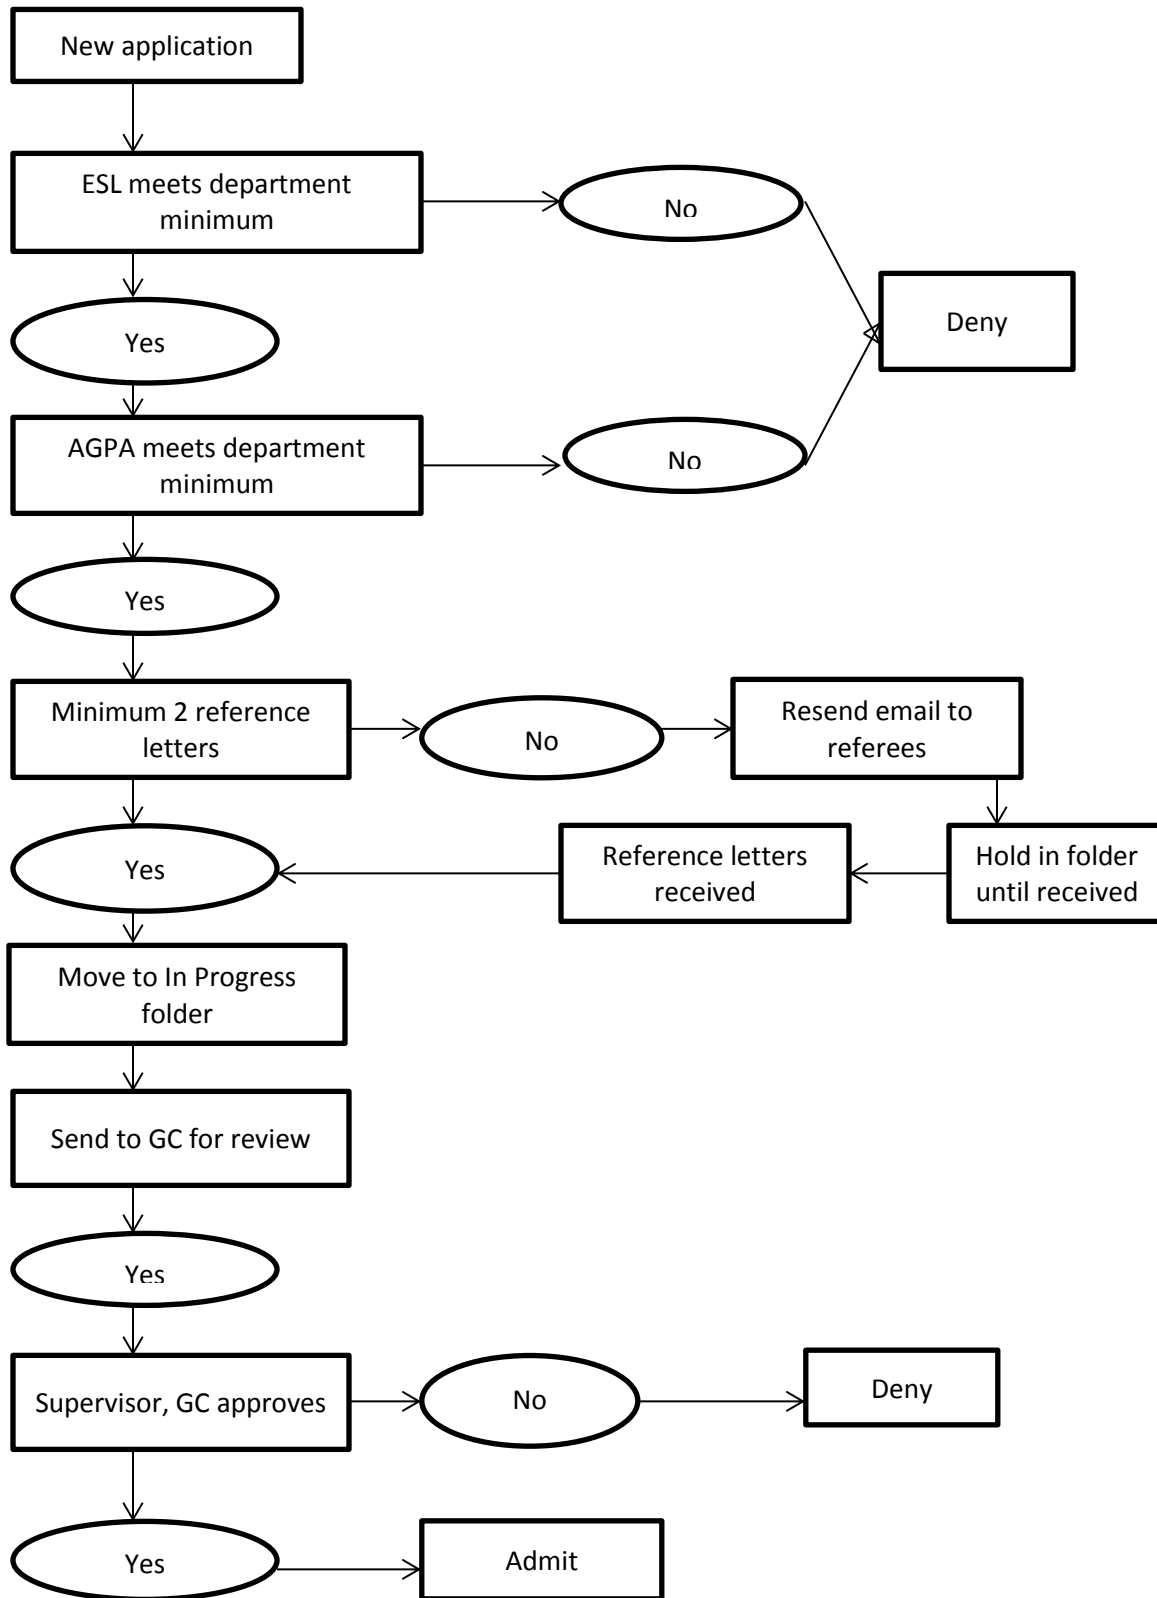 New application
ESL meets department
minimum
No
Deny
Yes
AGPA meets department
minimum
No
Yes
Minimum 2 reference
letters
No
Resend email to
referees
Yes
Reference letters
received
Hold in folder
until received
Move to In Progress
folder
Send to GC for review
Yes
Supervisor, GC approves
No
Deny
Yes
Admit